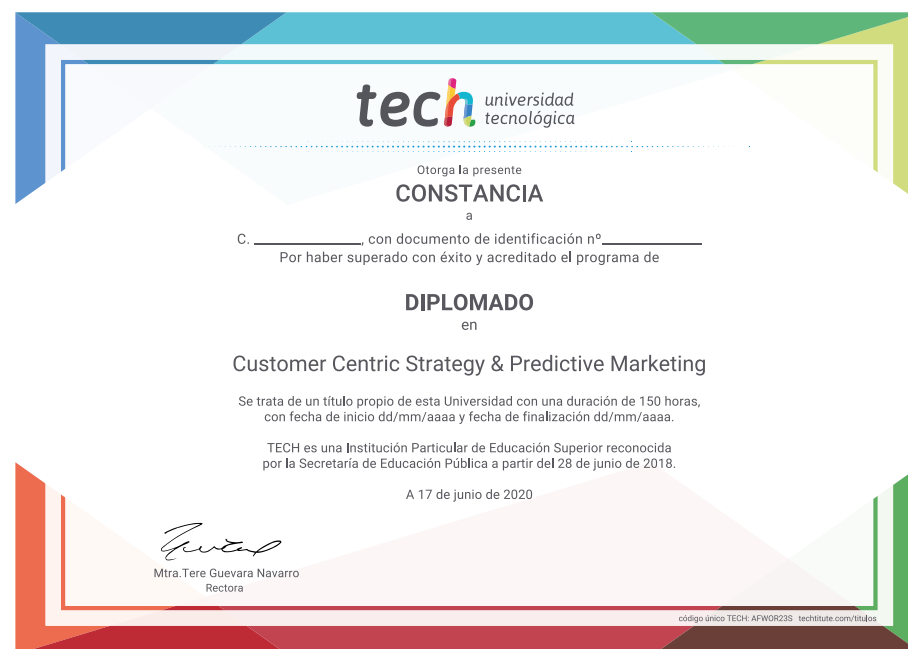 tech universidad
tecnológica
Otorga la presente
CONSTANCIA
a
C. ______________, con documento de identificación nº_____________
Por haber superado con éxito y acreditado el programa de
DIPLOMADO
en
Customer Centric Strategy & Predictive Marketing
Se trata de un título propio de esta Universidad con una duración de 150 horas,
con fecha de inicio dd/mm/aaaa y fecha de finalización dd/mm/aaaa.
TECH es una Institución Particular de Educación Superior reconocida
por la Secretaría de Educación Pública a partir del 28 de junio de 2018.
A 17 de junio de 2020
Mtra.Tere Guevara Navarro
Rectora
código único TECH: AFWOR23S techtitute.com/titulos